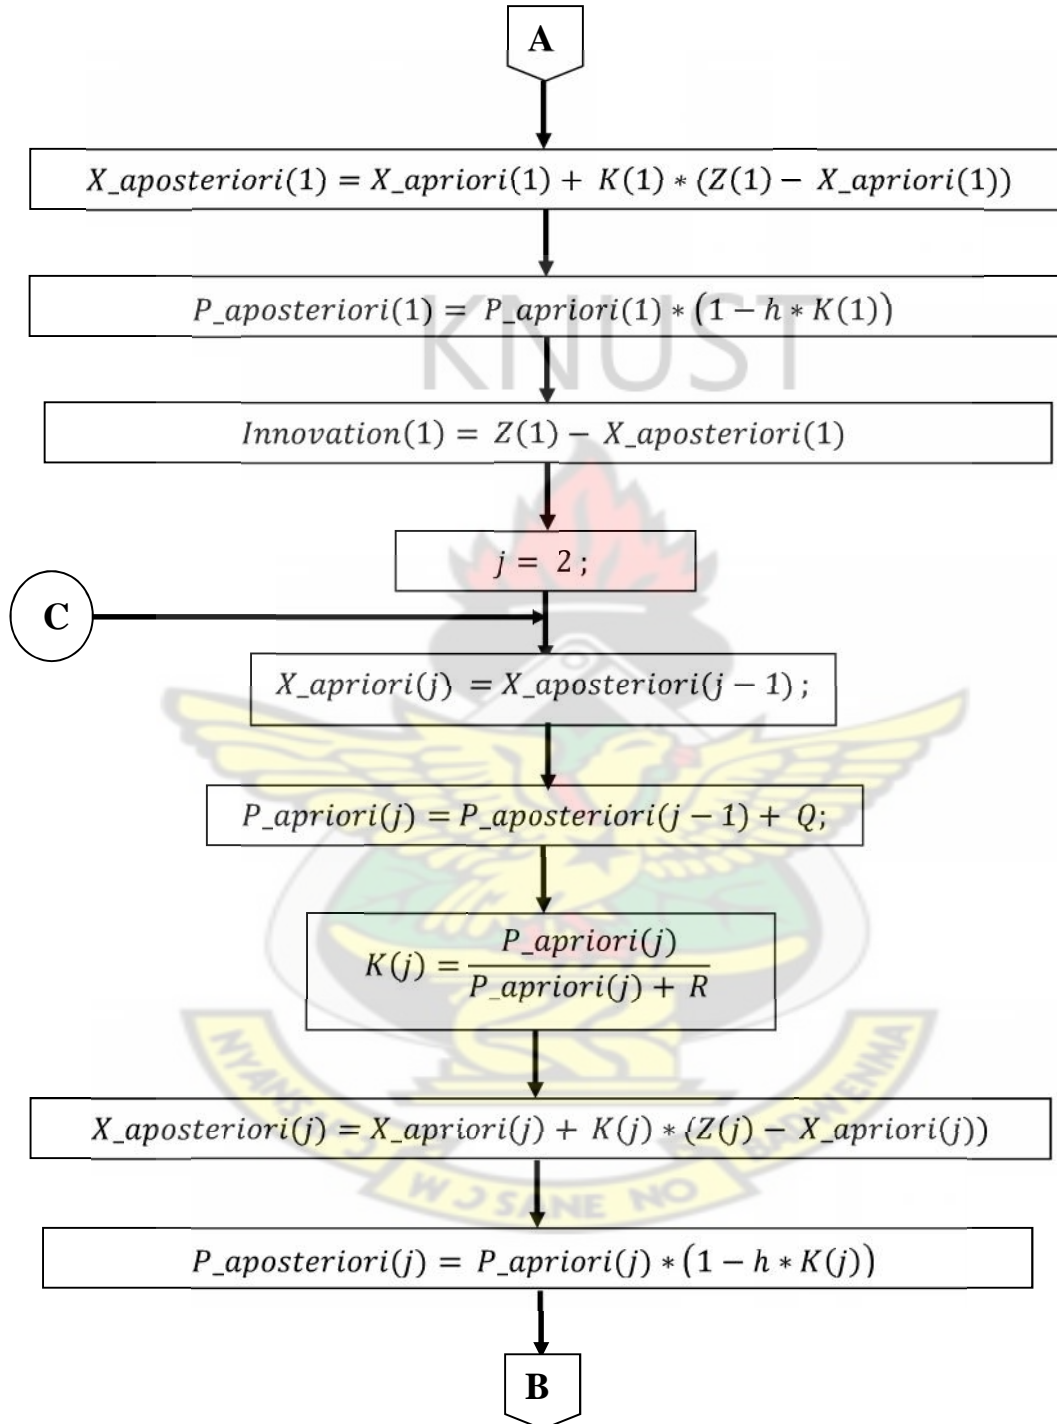 A
X_aposteriori(1) = X_apriori(1) + K(1) * (Z(1) − X_apriori(1))
P_aposteriori(1) = P_apriori(1) * (1 − h * K(1))
KNUST
Innovation(1) = Z(1) − X_aposteriori(1)
j = 2 ;
C
X_apriori(j) = X_aposteriori(j − 1) ;
P_apriori(j) = P_aposteriori(j − 1) + Q;
K(j) = P_apriori(j) / P_apriori(j) + R
X_aposteriori(j) = X_apriori(j) + K(j) * (Z(j) − X_apriori(j))
P_aposteriori(j) = P_apriori(j) * (1 − h * K(j))
W Ɔ SANE NO
BADWENMA
B